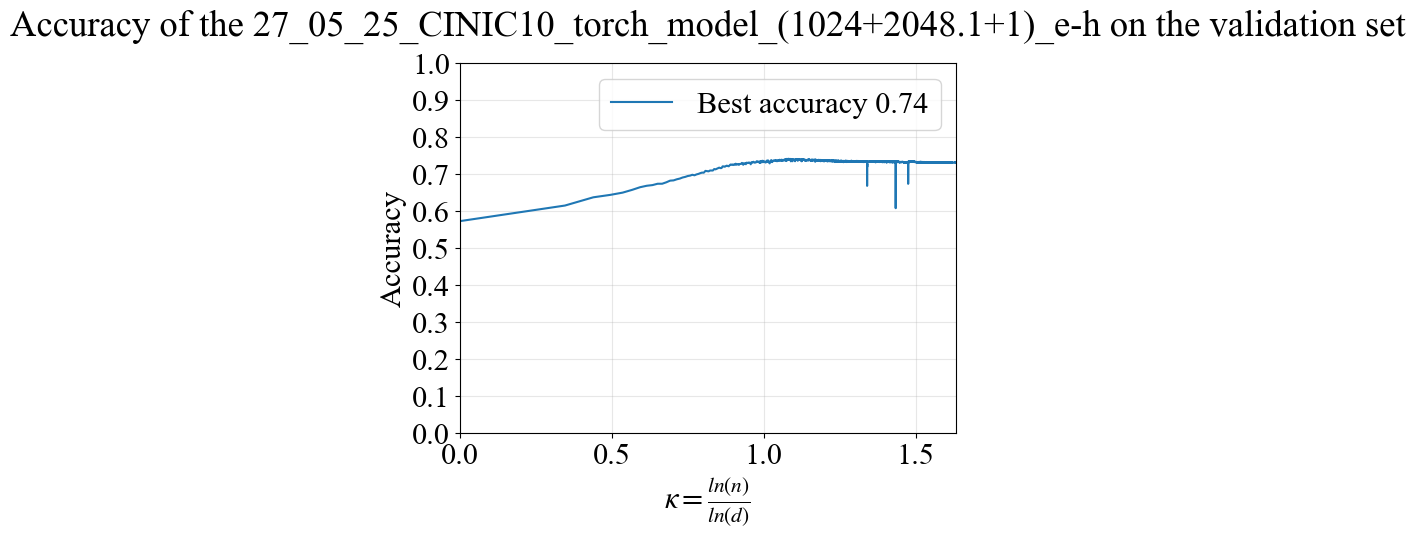 Accuracy of the 27_05_25_CINIC10_torch_model_(1024+2048.1+1)_e-h on the validation set
Best accuracy 0.74
Accuracy
1.0
0.9
0.8
0.7
0.6
0.5
0.4
0.3
0.2
0.1
0.0
0.0 0.5 1.0 1.5
κ = ln(n)/ln(d)